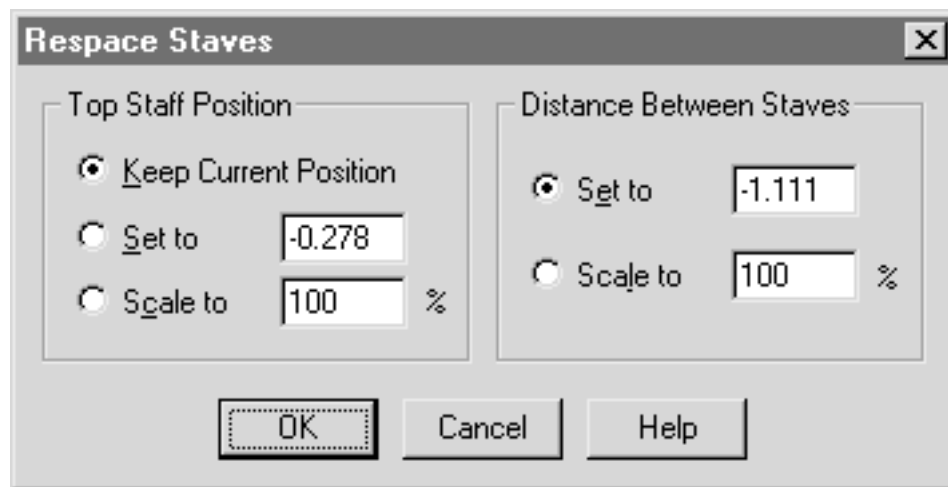 Respace Staves
Top Staff Position
Keep Current Position
Set to -0.278
Scale to 100 %
Distance Between Staves
Set to -1.111
Scale to 100 %
OK Cancel Help